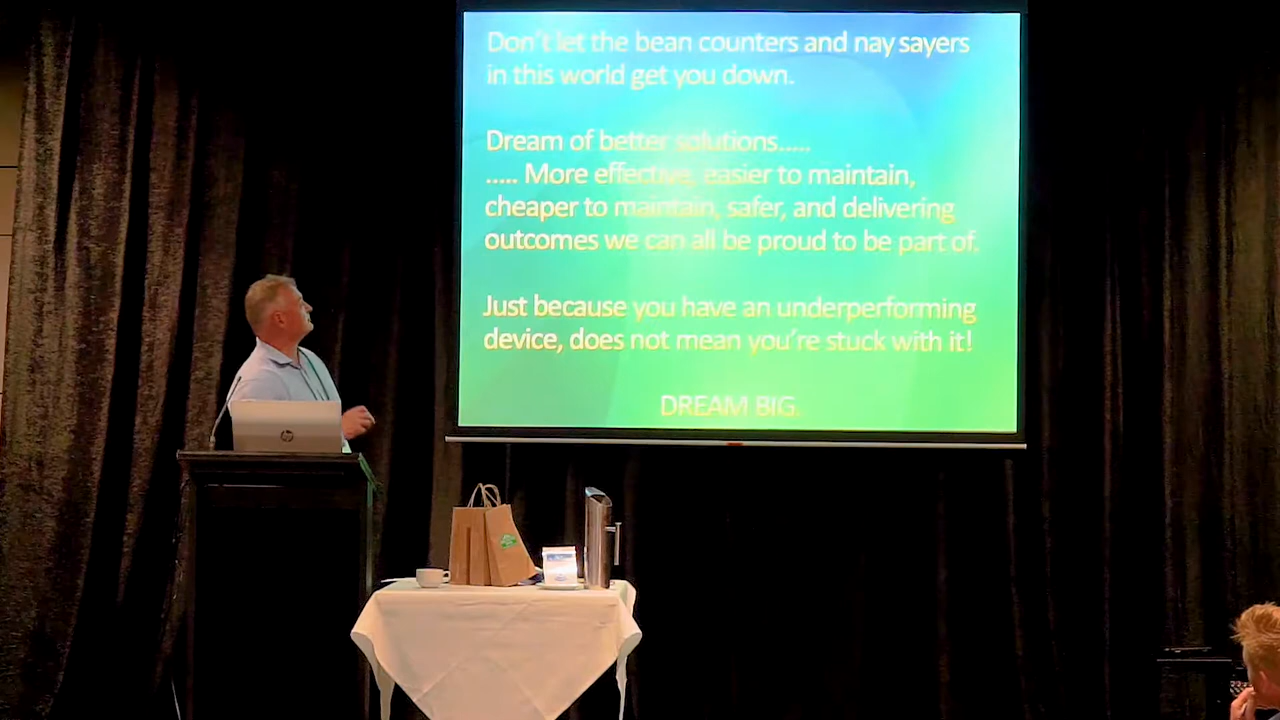 Don't let the bean counters and nay sayers
in this world get you down.
Dream of better solutions.....
..... More effective, easier to maintain,
cheaper to maintain, safer, and delivering
outcomes we can all be proud to be part of.
Just because you have an underperforming
device, does not mean you're stuck with it!
DREAM BIG.
hp